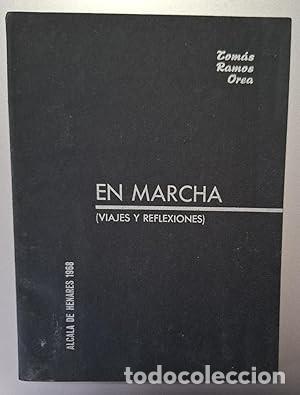 Tomás
Ramos
Orea
EN MARCHA
(VIAJES Y REFLEXIONES)
ALCALA DE HENARES 1968
todocoleccion